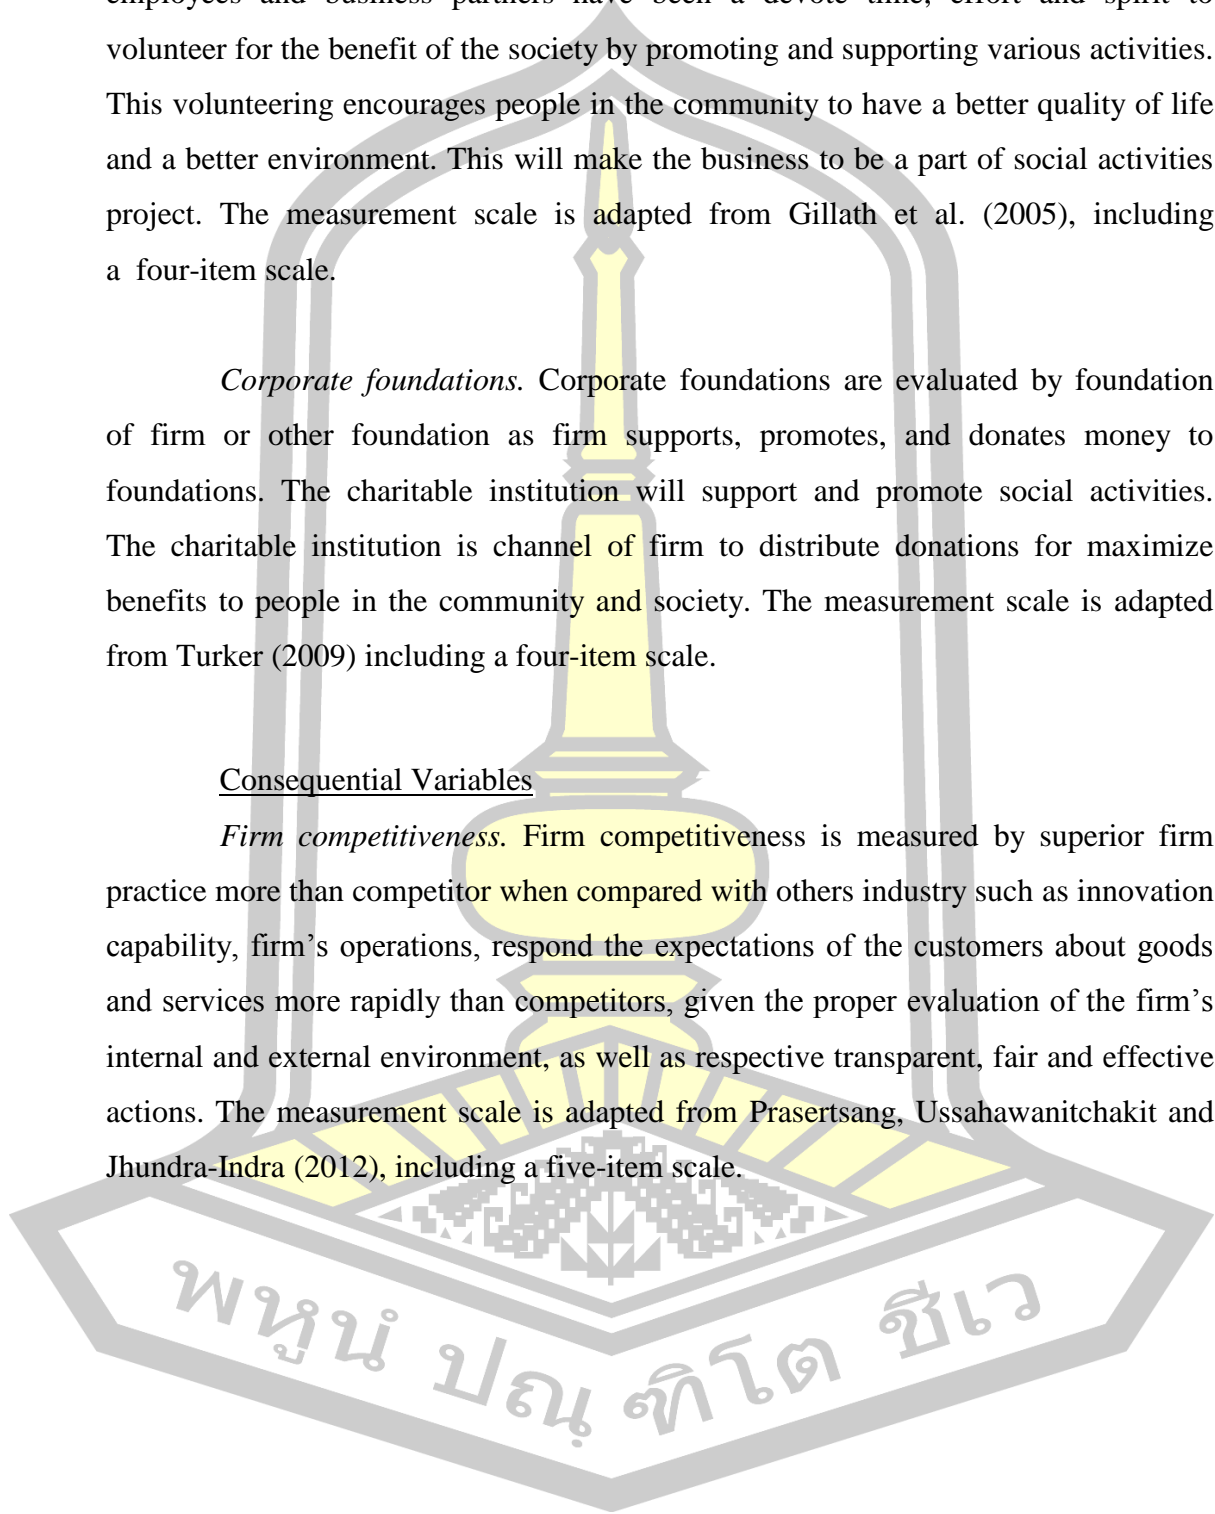 employees and business partners have been a devote time, effort and spirit to
volunteer for the benefit of the society by promoting and supporting various activities.
This volunteering encourages people in the community to have a better quality of life
and a better environment. This will make the business to be a part of social activities
project. The measurement scale is adapted from Gillath et al. (2005), including
a four-item scale.
Corporate foundations. Corporate foundations are evaluated by foundation
of firm or other foundation as firm supports, promotes, and donates money to
foundations. The charitable institution will support and promote social activities.
The charitable institution is channel of firm to distribute donations for maximize
benefits to people in the community and society. The measurement scale is adapted
from Turker (2009) including a four-item scale.
Consequential Variables
Firm competitiveness. Firm competitiveness is measured by superior firm
practice more than competitor when compared with others industry such as innovation
capability, firm’s operations, respond the expectations of the customers about goods
and services more rapidly than competitors, given the proper evaluation of the firm’s
internal and external environment, as well as respective transparent, fair and effective
actions. The measurement scale is adapted from Prasertsang, Ussahawanitchakit and
Jhundra-Indra (2012), including a five-item scale.
พหูนํ ปณฺฑิโต ชีเว